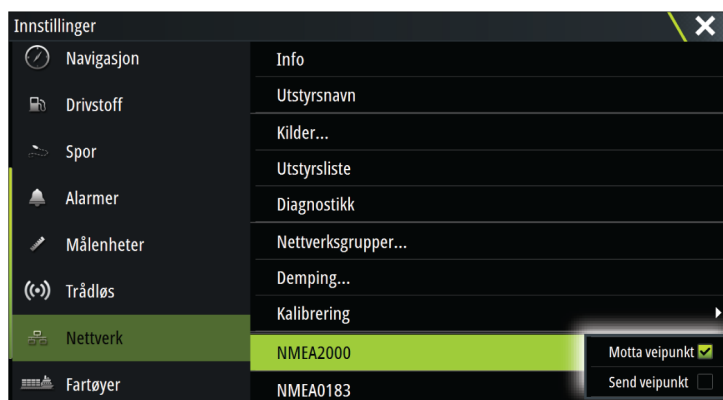 Innstillinger
Navigasjon
Drivstoff
Spor
Alarmer
Målenheter
Trådløs
Nettverk
Fartøyer
Info
Utstyrsnavn
Kilder...
Utstyrsliste
Diagnostikk
Nettverksgrupper...
Demping...
Kalibrering
NMEA2000
NMEA0183
Motta veipunkt
Send veipunkt